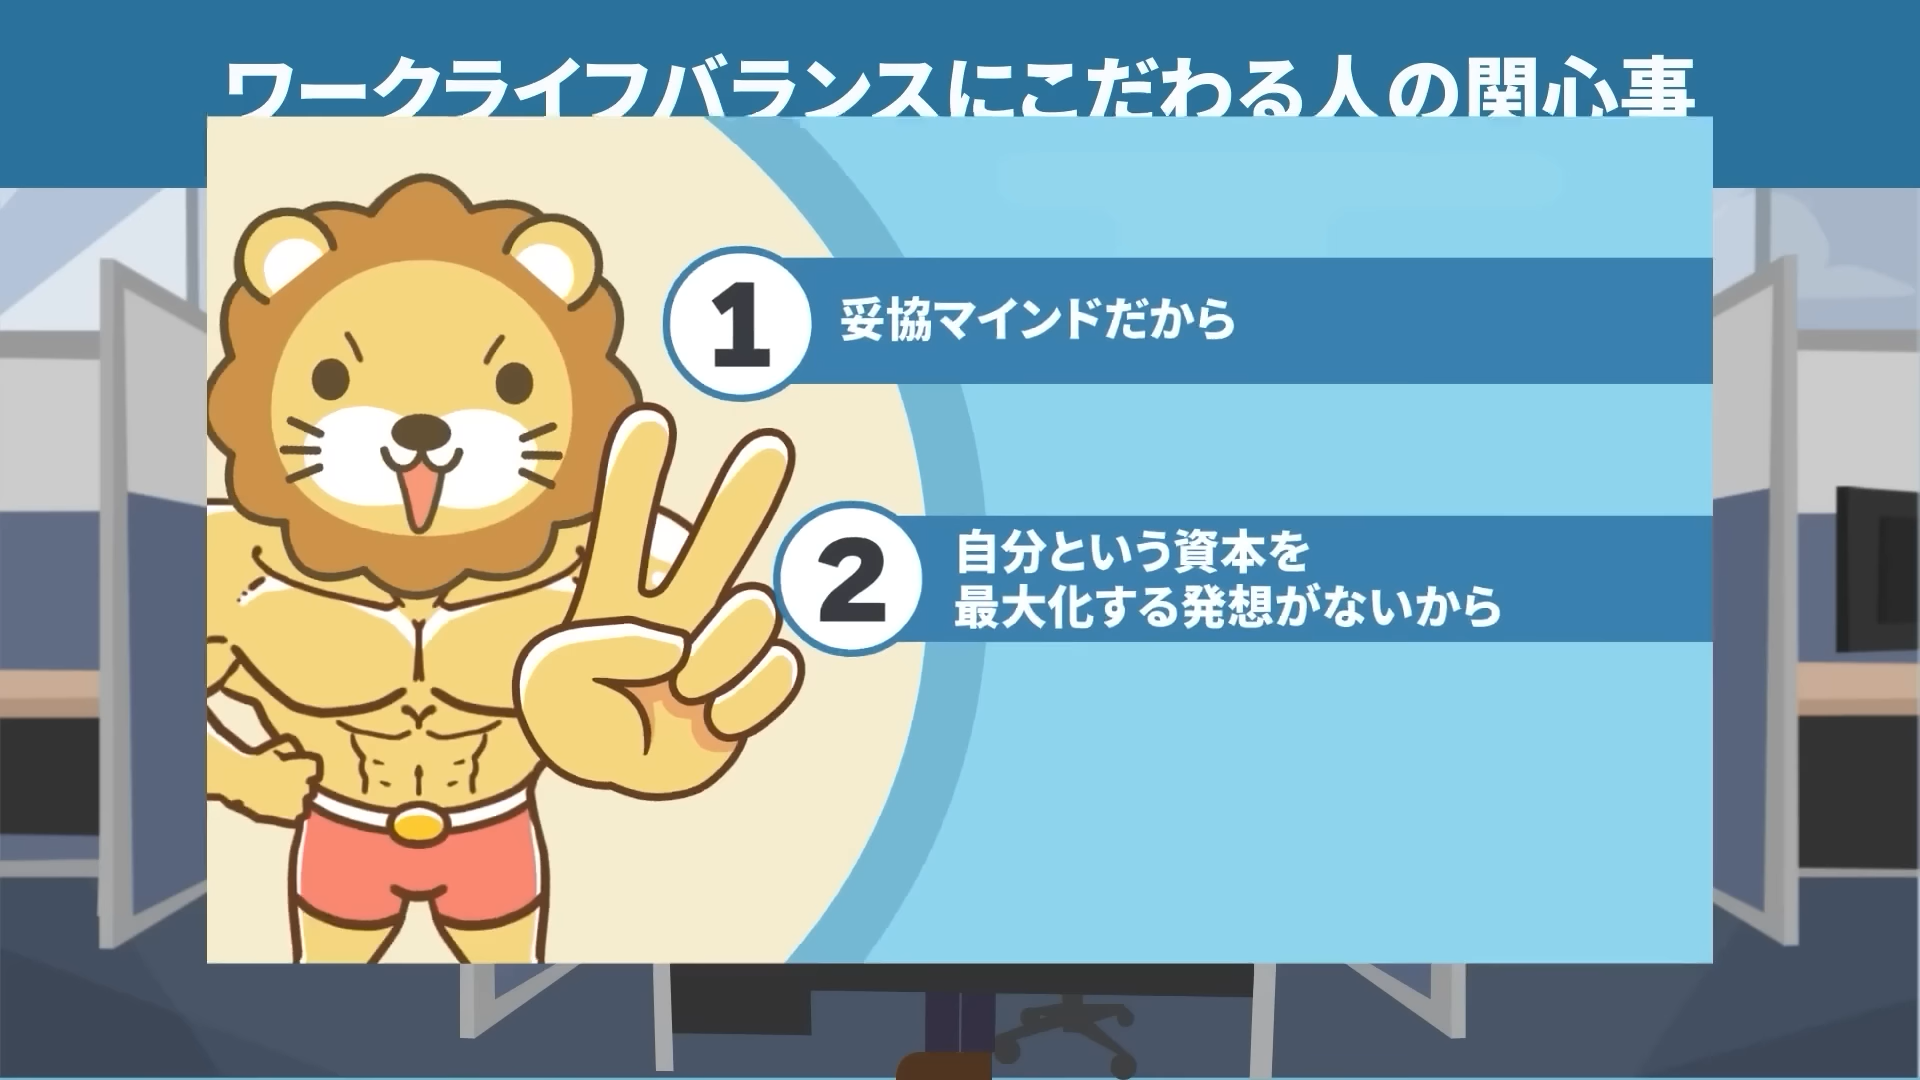 ワークライフバランスにこだわる人の関心事
1
妥協マインドだから
2
自分という資本を
最大化する発想がないから